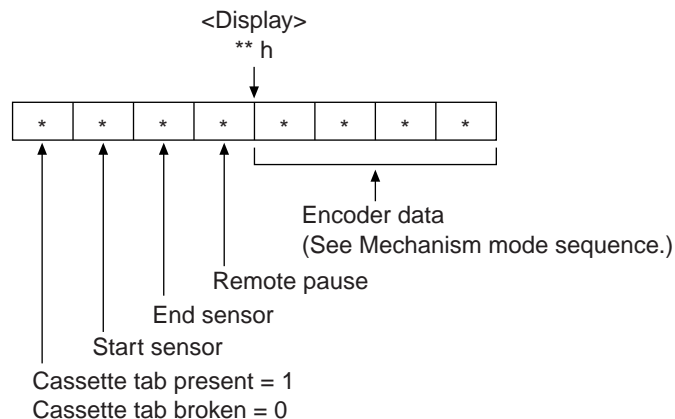 <Display>
** h
* * * * * * * *
Encoder data
(See Mechanism mode sequence.)
Remote pause
End sensor
Start sensor
Cassette tab present = 1
Cassette tab broken = 0